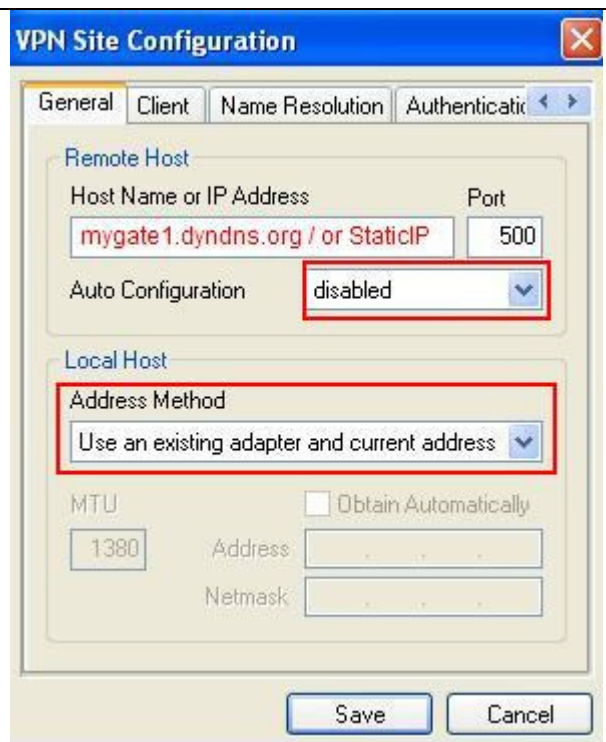 VPN Site Configuration
General Client Name Resolution Authenticatic
Remote Host
Host Name or IP Address Port
mygate1.dyndns.org / or StaticIP 500
Auto Configuration disabled
Local Host
Address Method
Use an existing adapter and current address
MTU Obtain Automatically
1380 Address . . .
Netmask . . .
Save Cancel